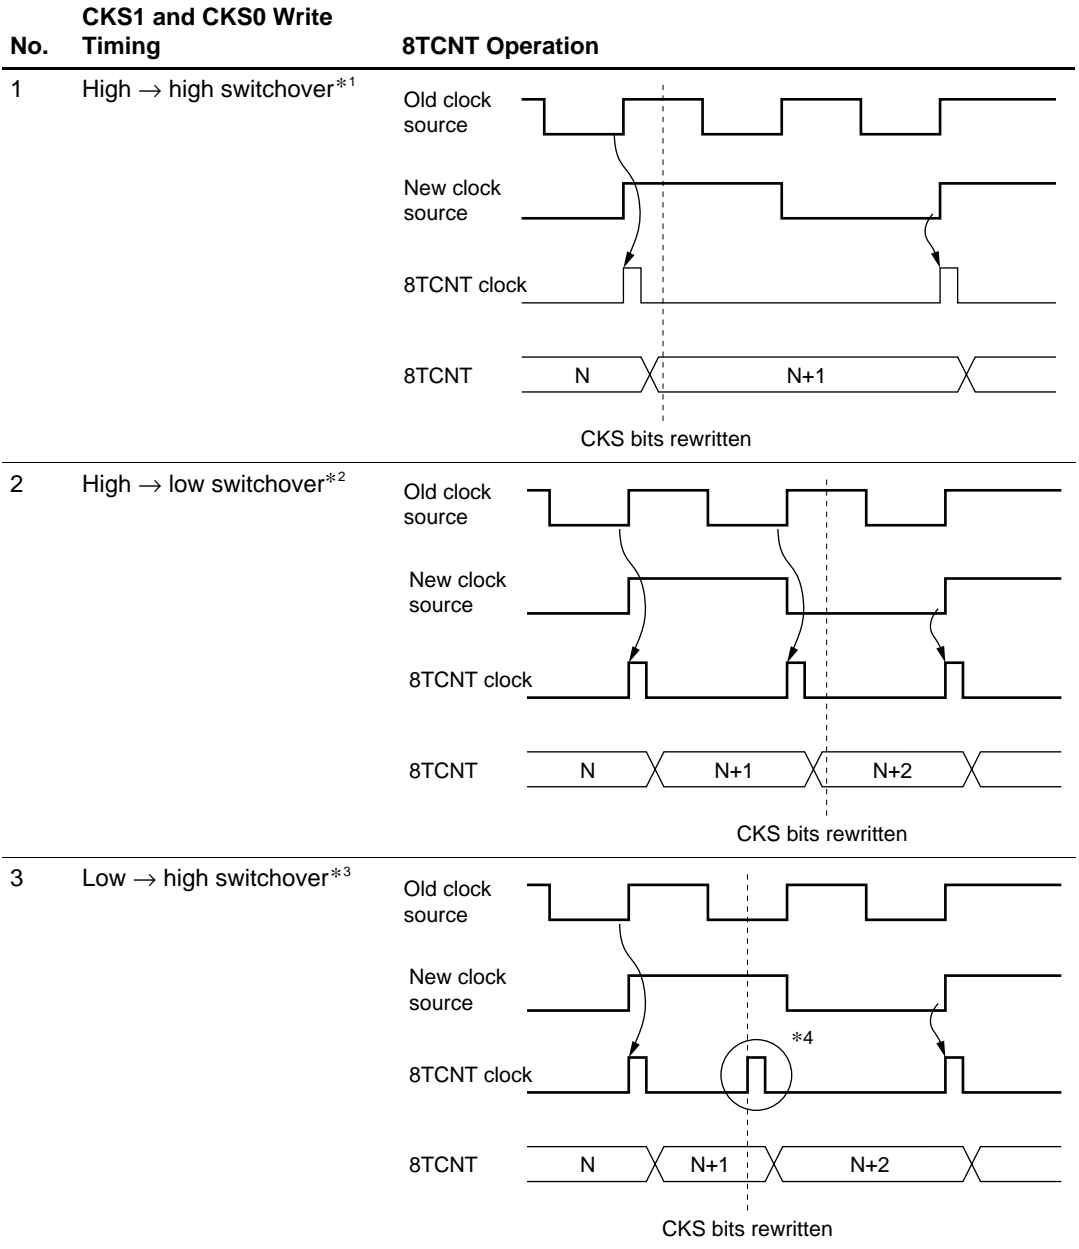 CKS1 and CKS0 Write
No. Timing 8TCNT Operation
1 High → high switchover*1
Old clock
source
New clock
source
8TCNT clock
8TCNT N N+1
CKS bits rewritten
2 High → low switchover*2
Old clock
source
New clock
source
8TCNT clock
8TCNT N N+1 N+2
CKS bits rewritten
3 Low → high switchover*3
Old clock
source
New clock
source
*4
8TCNT clock
8TCNT N N+1 N+2
CKS bits rewritten